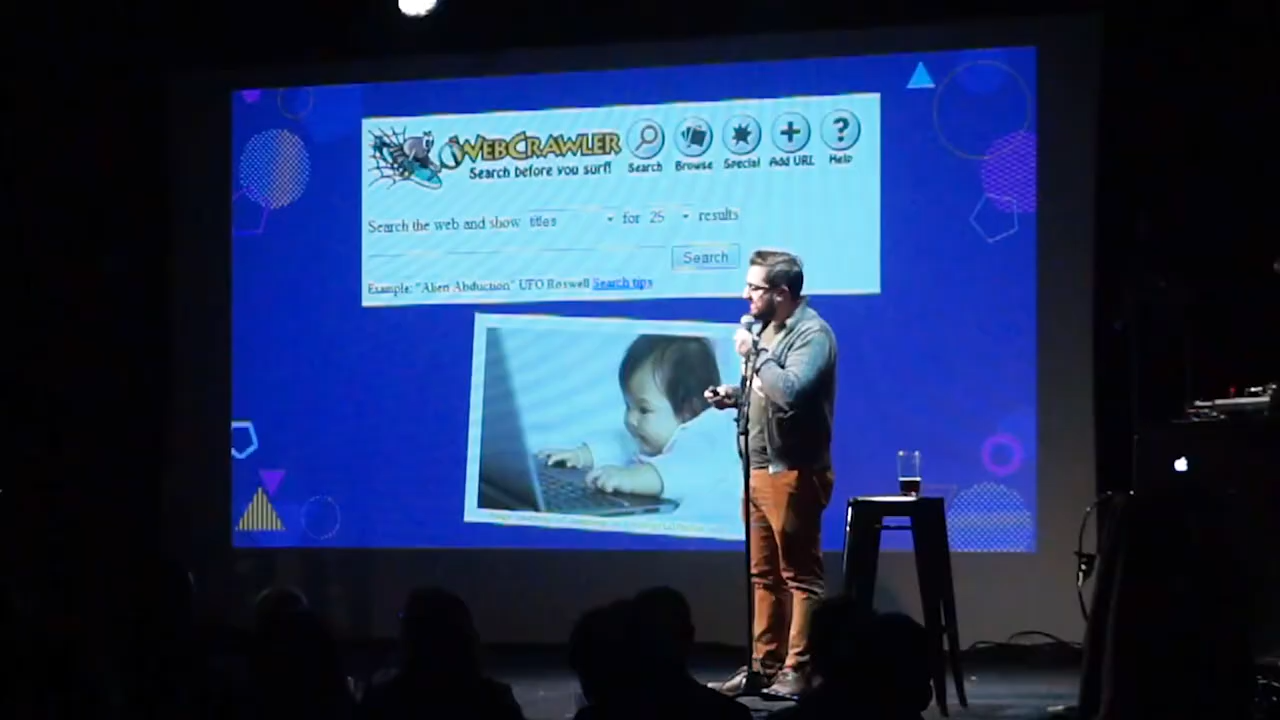 WEBCRAWLER
Search before you surf!
Search Browse Special Add URL Help
Search the web and show titles for 25 results
Search
Example: "Alien Abduction" UFO Roswell Search tips